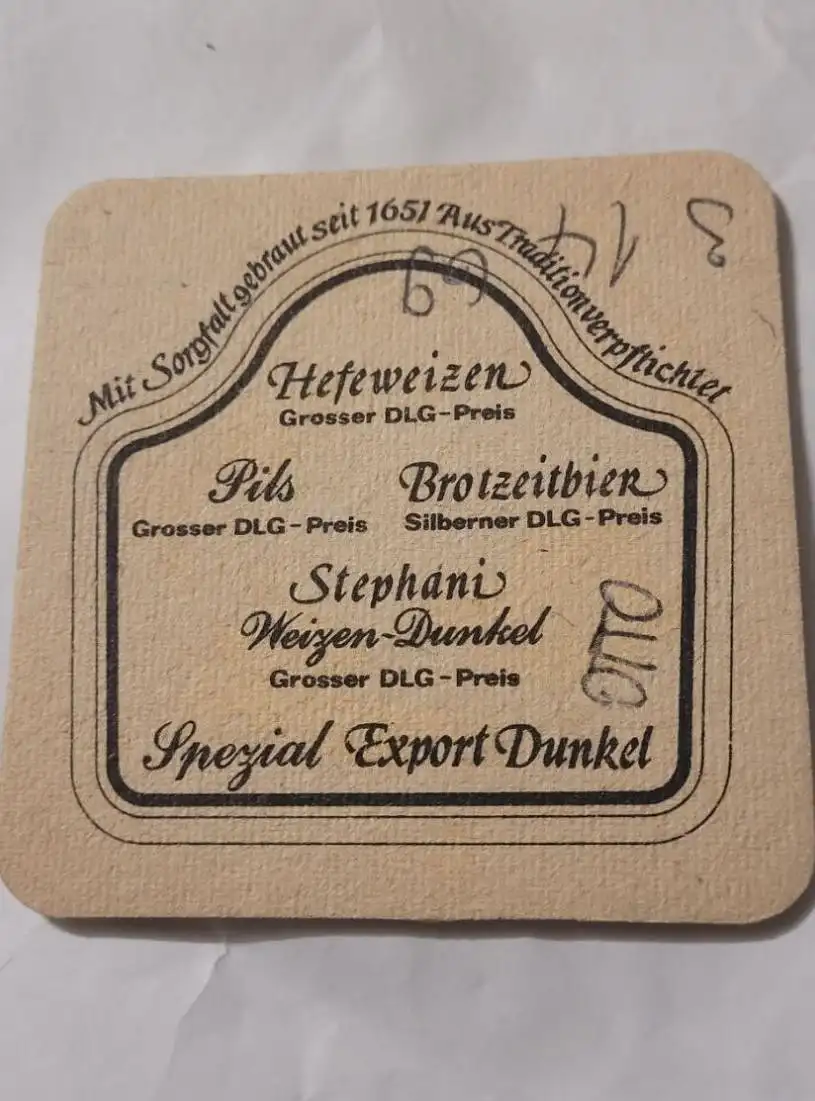 Mit Sorgfalt gebraut seit 1651 Aus Tradition verpflichtet
Hefeweizen
Grosser DLG-Preis
Pils Brotzeitbier
Grosser DLG-Preis Silberner DLG-Preis
Stephani
Weizen-Dunkel
Grosser DLG-Preis
Spezial Export Dunkel